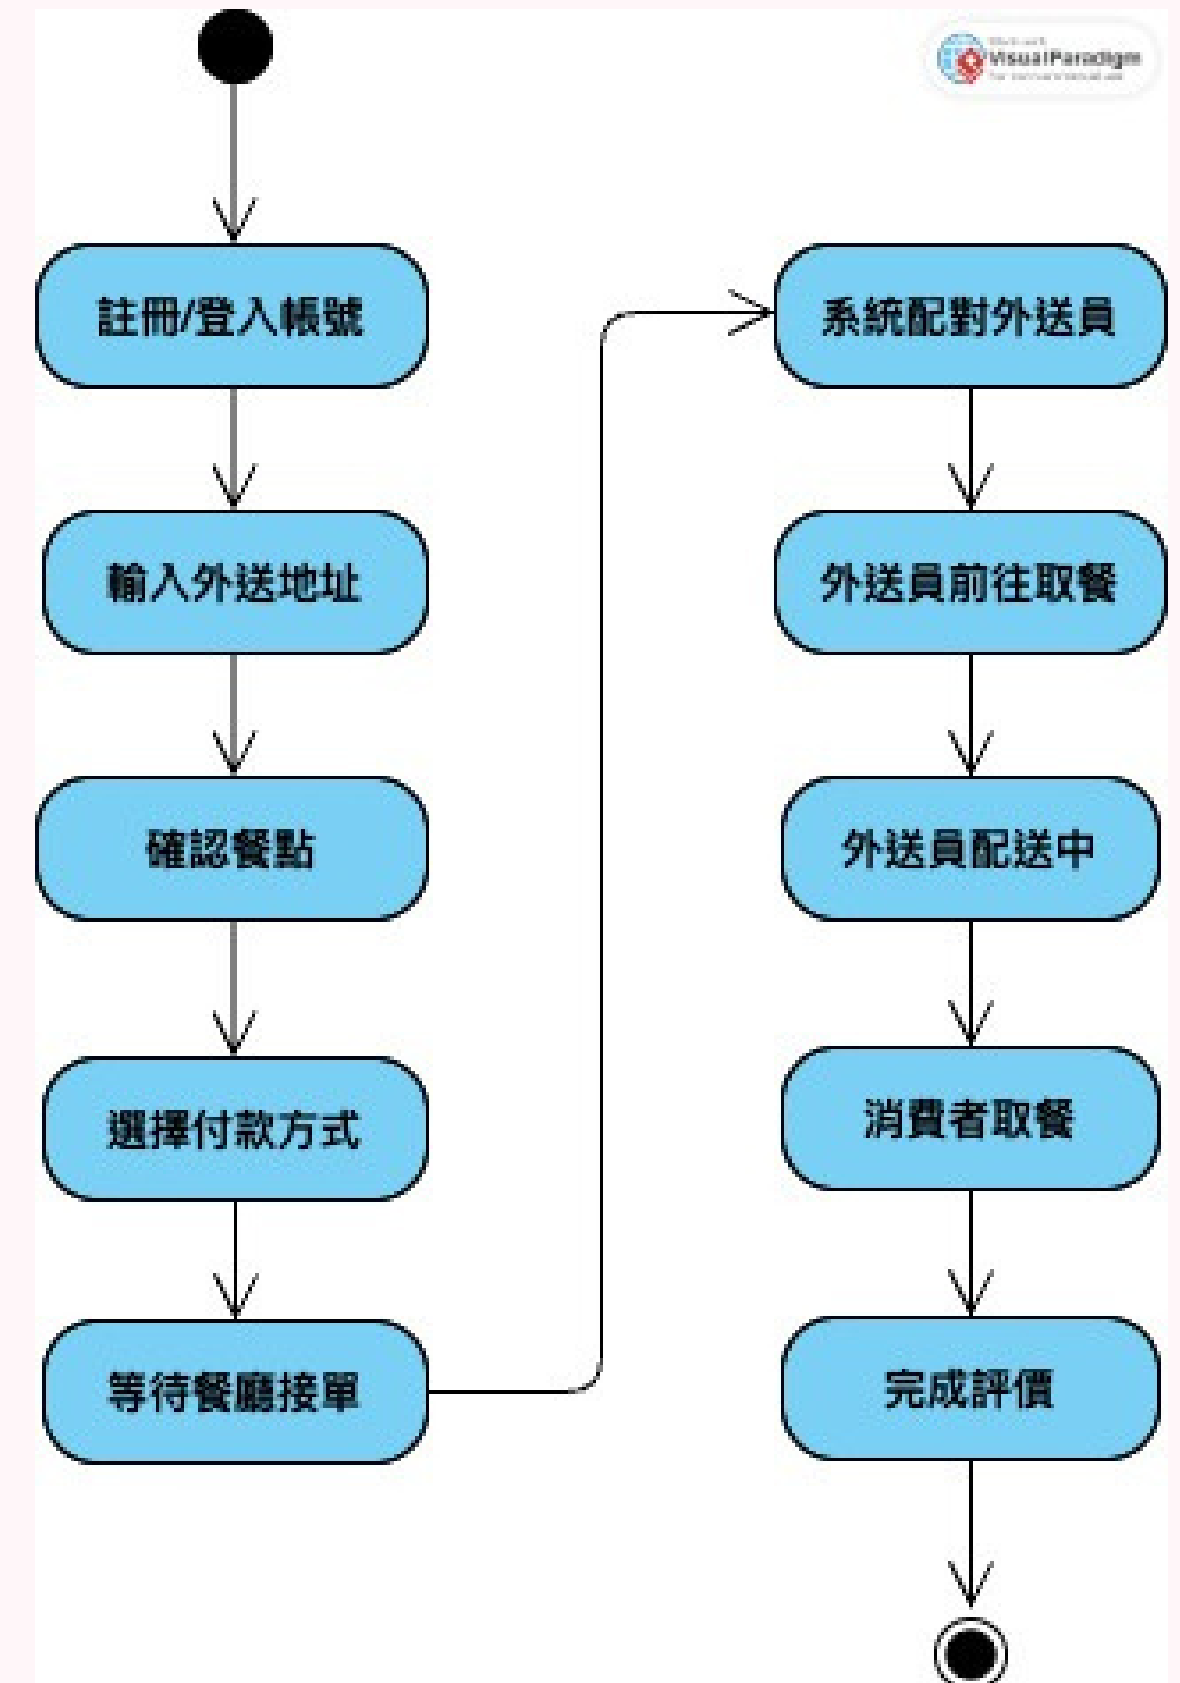 VisualParadigm
註冊/登入帳號
輸入外送地址
確認餐點
選擇付款方式
等待餐廳接單
系統配對外送員
外送員前往取餐
外送員配送中
消費者取餐
完成評價